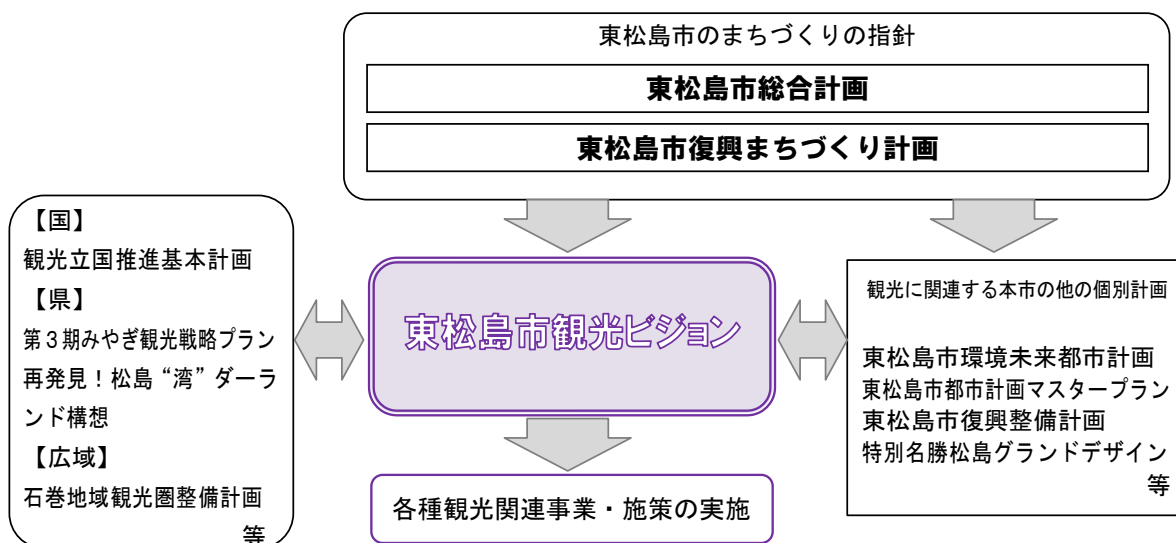 東松島市のまちづくりの指針
東松島市総合計画
東松島市復興まちづくり計画
【国】
観光立国推進基本計画
【県】
第3期みやぎ観光戦略プラン
再発見！松島“湾”ダーラ
ンド構想
【広域】
石巻地域観光圏整備計画
等
東松島市観光ビジョン
各種観光関連事業・施策の実施
観光に関連する本市の他の個別計画
東松島市環境未来都市計画
東松島市都市計画マスタープラン
東松島市復興整備計画
特別名勝松島グランドデザイン
等